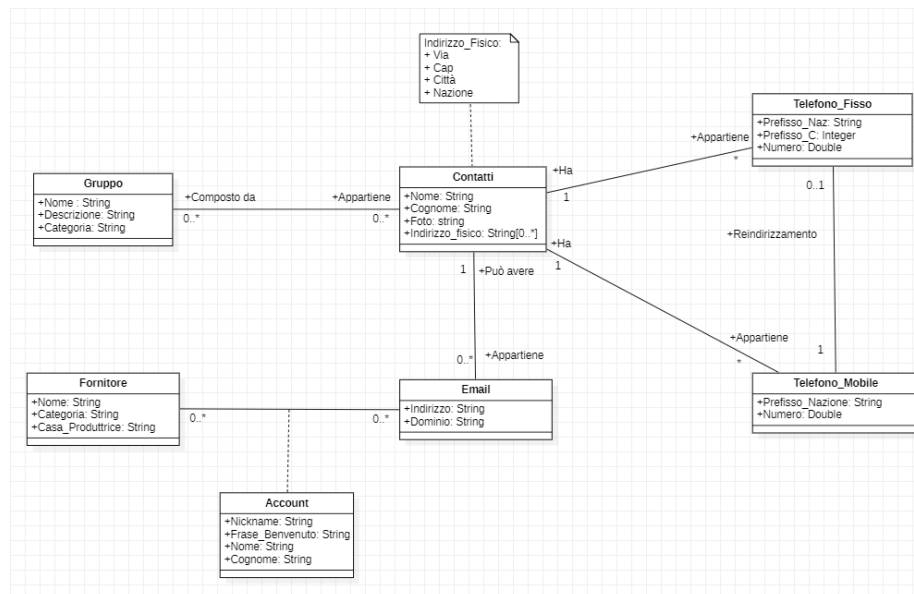 Indirizzo_Fisico:
+ Via
+ Cap
+ Città
+ Nazione
Telefono_Fisso
+Prefisso_Naz: String
+Prefisso_C: Integer
+Numero: Double
+Appartiene
*
+Ha
1
Contatti
+Nome: String
+Cognome: String
+Foto: string
+Indirizzo_fisico: String[0..*]
Gruppo
+Nome : String
+Descrizione: String
+Categoria: String
+Composto da
0..*
+Appartiene
0..*
0..1
+Reindirizzamento
1
+Ha
1
+Appartiene
*
1
+Può avere
0..*
+Appartiene
Telefono_Mobile
+Prefisso_Nazione: String
+Numero: Double
Fornitore
+Nome: String
+Categoria: String
+Casa_Produttrice: String
0..*
0..*
Email
+Indirizzo: String
+Dominio: String
Account
+Nickname: String
+Frase_Benvenuto: String
+Nome: String
+Cognome: String